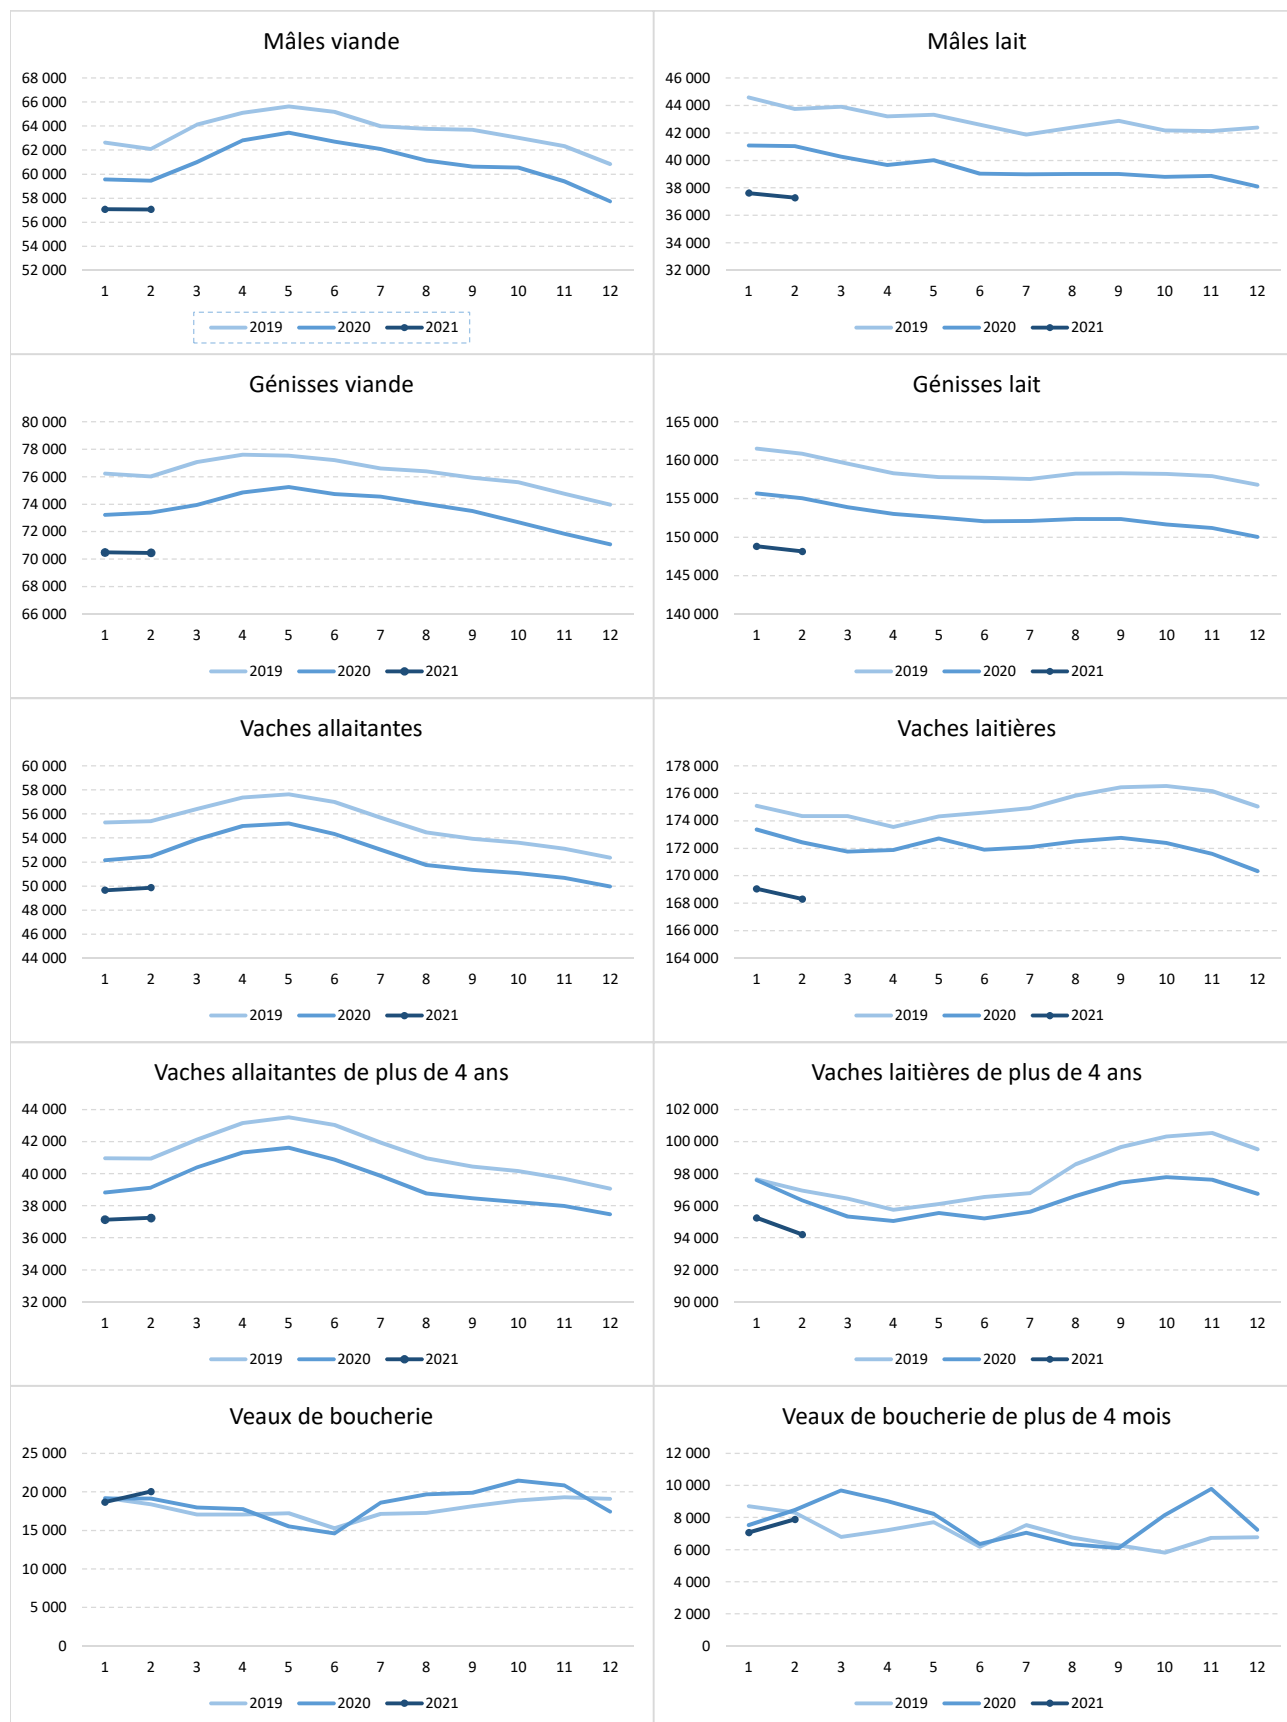 Mâles viande
68 000
66 000
64 000
62 000
60 000
58 000
56 000
54 000
52 000
1 2 3 4 5 6 7 8 9 10 11 12
2019 2020 2021
Mâles lait
46 000
44 000
42 000
40 000
38 000
36 000
34 000
32 000
1 2 3 4 5 6 7 8 9 10 11 12
2019 2020 2021
Génisses viande
80 000
78 000
76 000
74 000
72 000
70 000
68 000
66 000
1 2 3 4 5 6 7 8 9 10 11 12
2019 2020 2021
Génisses lait
165 000
160 000
155 000
150 000
145 000
140 000
1 2 3 4 5 6 7 8 9 10 11 12
2019 2020 2021
Vaches allaitantes
60 000
58 000
56 000
54 000
52 000
50 000
48 000
46 000
44 000
1 2 3 4 5 6 7 8 9 10 11 12
2019 2020 2021
Vaches laitières
178 000
176 000
174 000
172 000
170 000
168 000
166 000
164 000
1 2 3 4 5 6 7 8 9 10 11 12
2019 2020 2021
Vaches allaitantes de plus de 4 ans
44 000
42 000
40 000
38 000
36 000
34 000
32 000
1 2 3 4 5 6 7 8 9 10 11 12
2019 2020 2021
Vaches laitières de plus de 4 ans
102 000
100 000
98 000
96 000
94 000
92 000
90 000
1 2 3 4 5 6 7 8 9 10 11 12
2019 2020 2021
Veaux de boucherie
25 000
20 000
15 000
10 000
5 000
0
1 2 3 4 5 6 7 8 9 10 11 12
2019 2020 2021
Veaux de boucherie de plus de 4 mois
12 000
10 000
8 000
6 000
4 000
2 000
0
1 2 3 4 5 6 7 8 9 10 11 12
2019 2020 2021